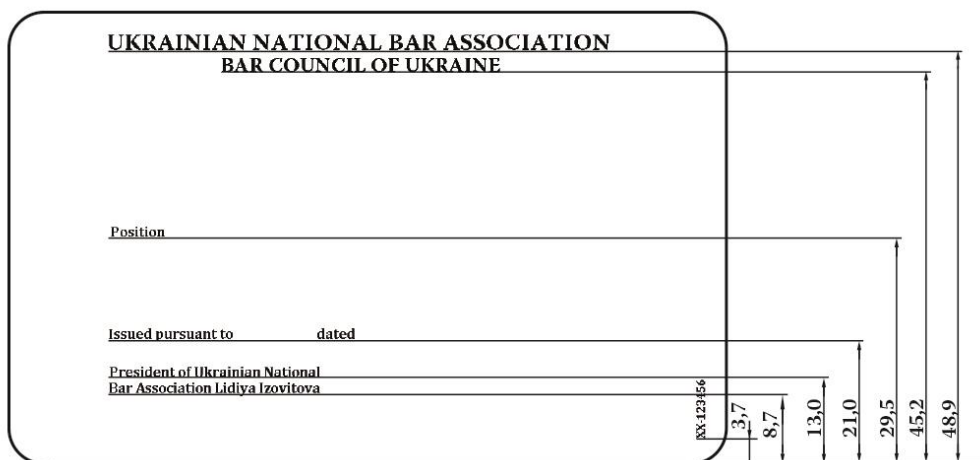 UKRAINIAN NATIONAL BAR ASSOCIATION
BAR COUNCIL OF UKRAINE
Position
Issued pursuant to dated
President of Ukrainian National
Bar Association Lidiya Izovitova
XX-123456
3,7
8,7
13,0
21,0
29,5
45,2
48,9